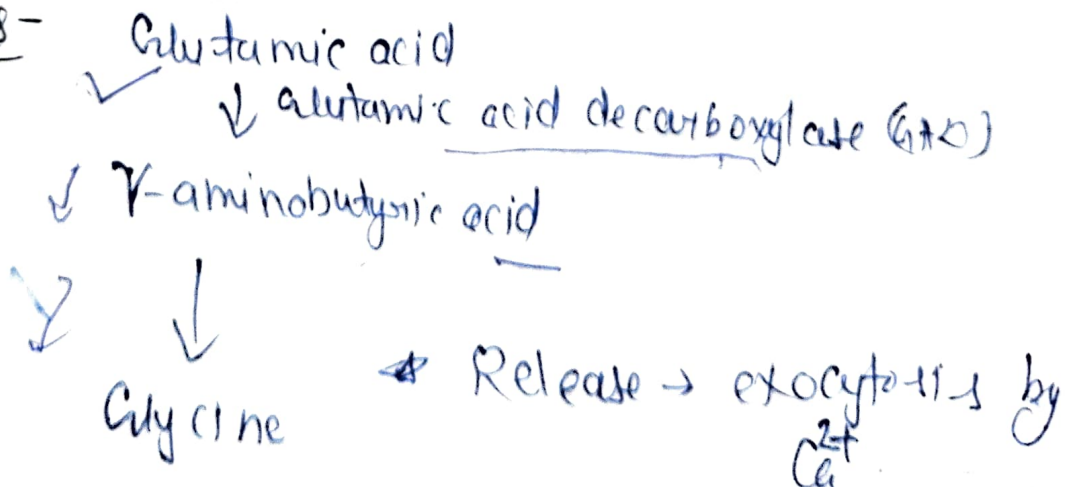 Glutamic acid
↓ Glutamic acid decarboxylase (GAD)
γ-aminobutyric acid
↓
Glycine
* Release → exocytosis by
Ca2+